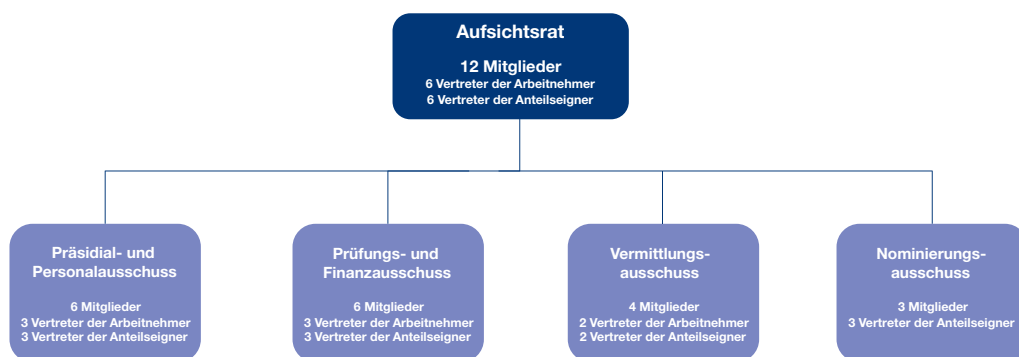 Aufsichtsrat
12 Mitglieder
6 Vertreter der Arbeitnehmer
6 Vertreter der Anteilseigner
Präsidial- und
Personalausschuss
6 Mitglieder
3 Vertreter der Arbeitnehmer
3 Vertreter der Anteilseigner
Prüfungs- und
Finanzausschuss
6 Mitglieder
3 Vertreter der Arbeitnehmer
3 Vertreter der Anteilseigner
Vermittlungs-
ausschuss
4 Mitglieder
2 Vertreter der Arbeitnehmer
2 Vertreter der Anteilseigner
Nominierungs-
ausschuss
3 Mitglieder
3 Vertreter der Anteilseigner